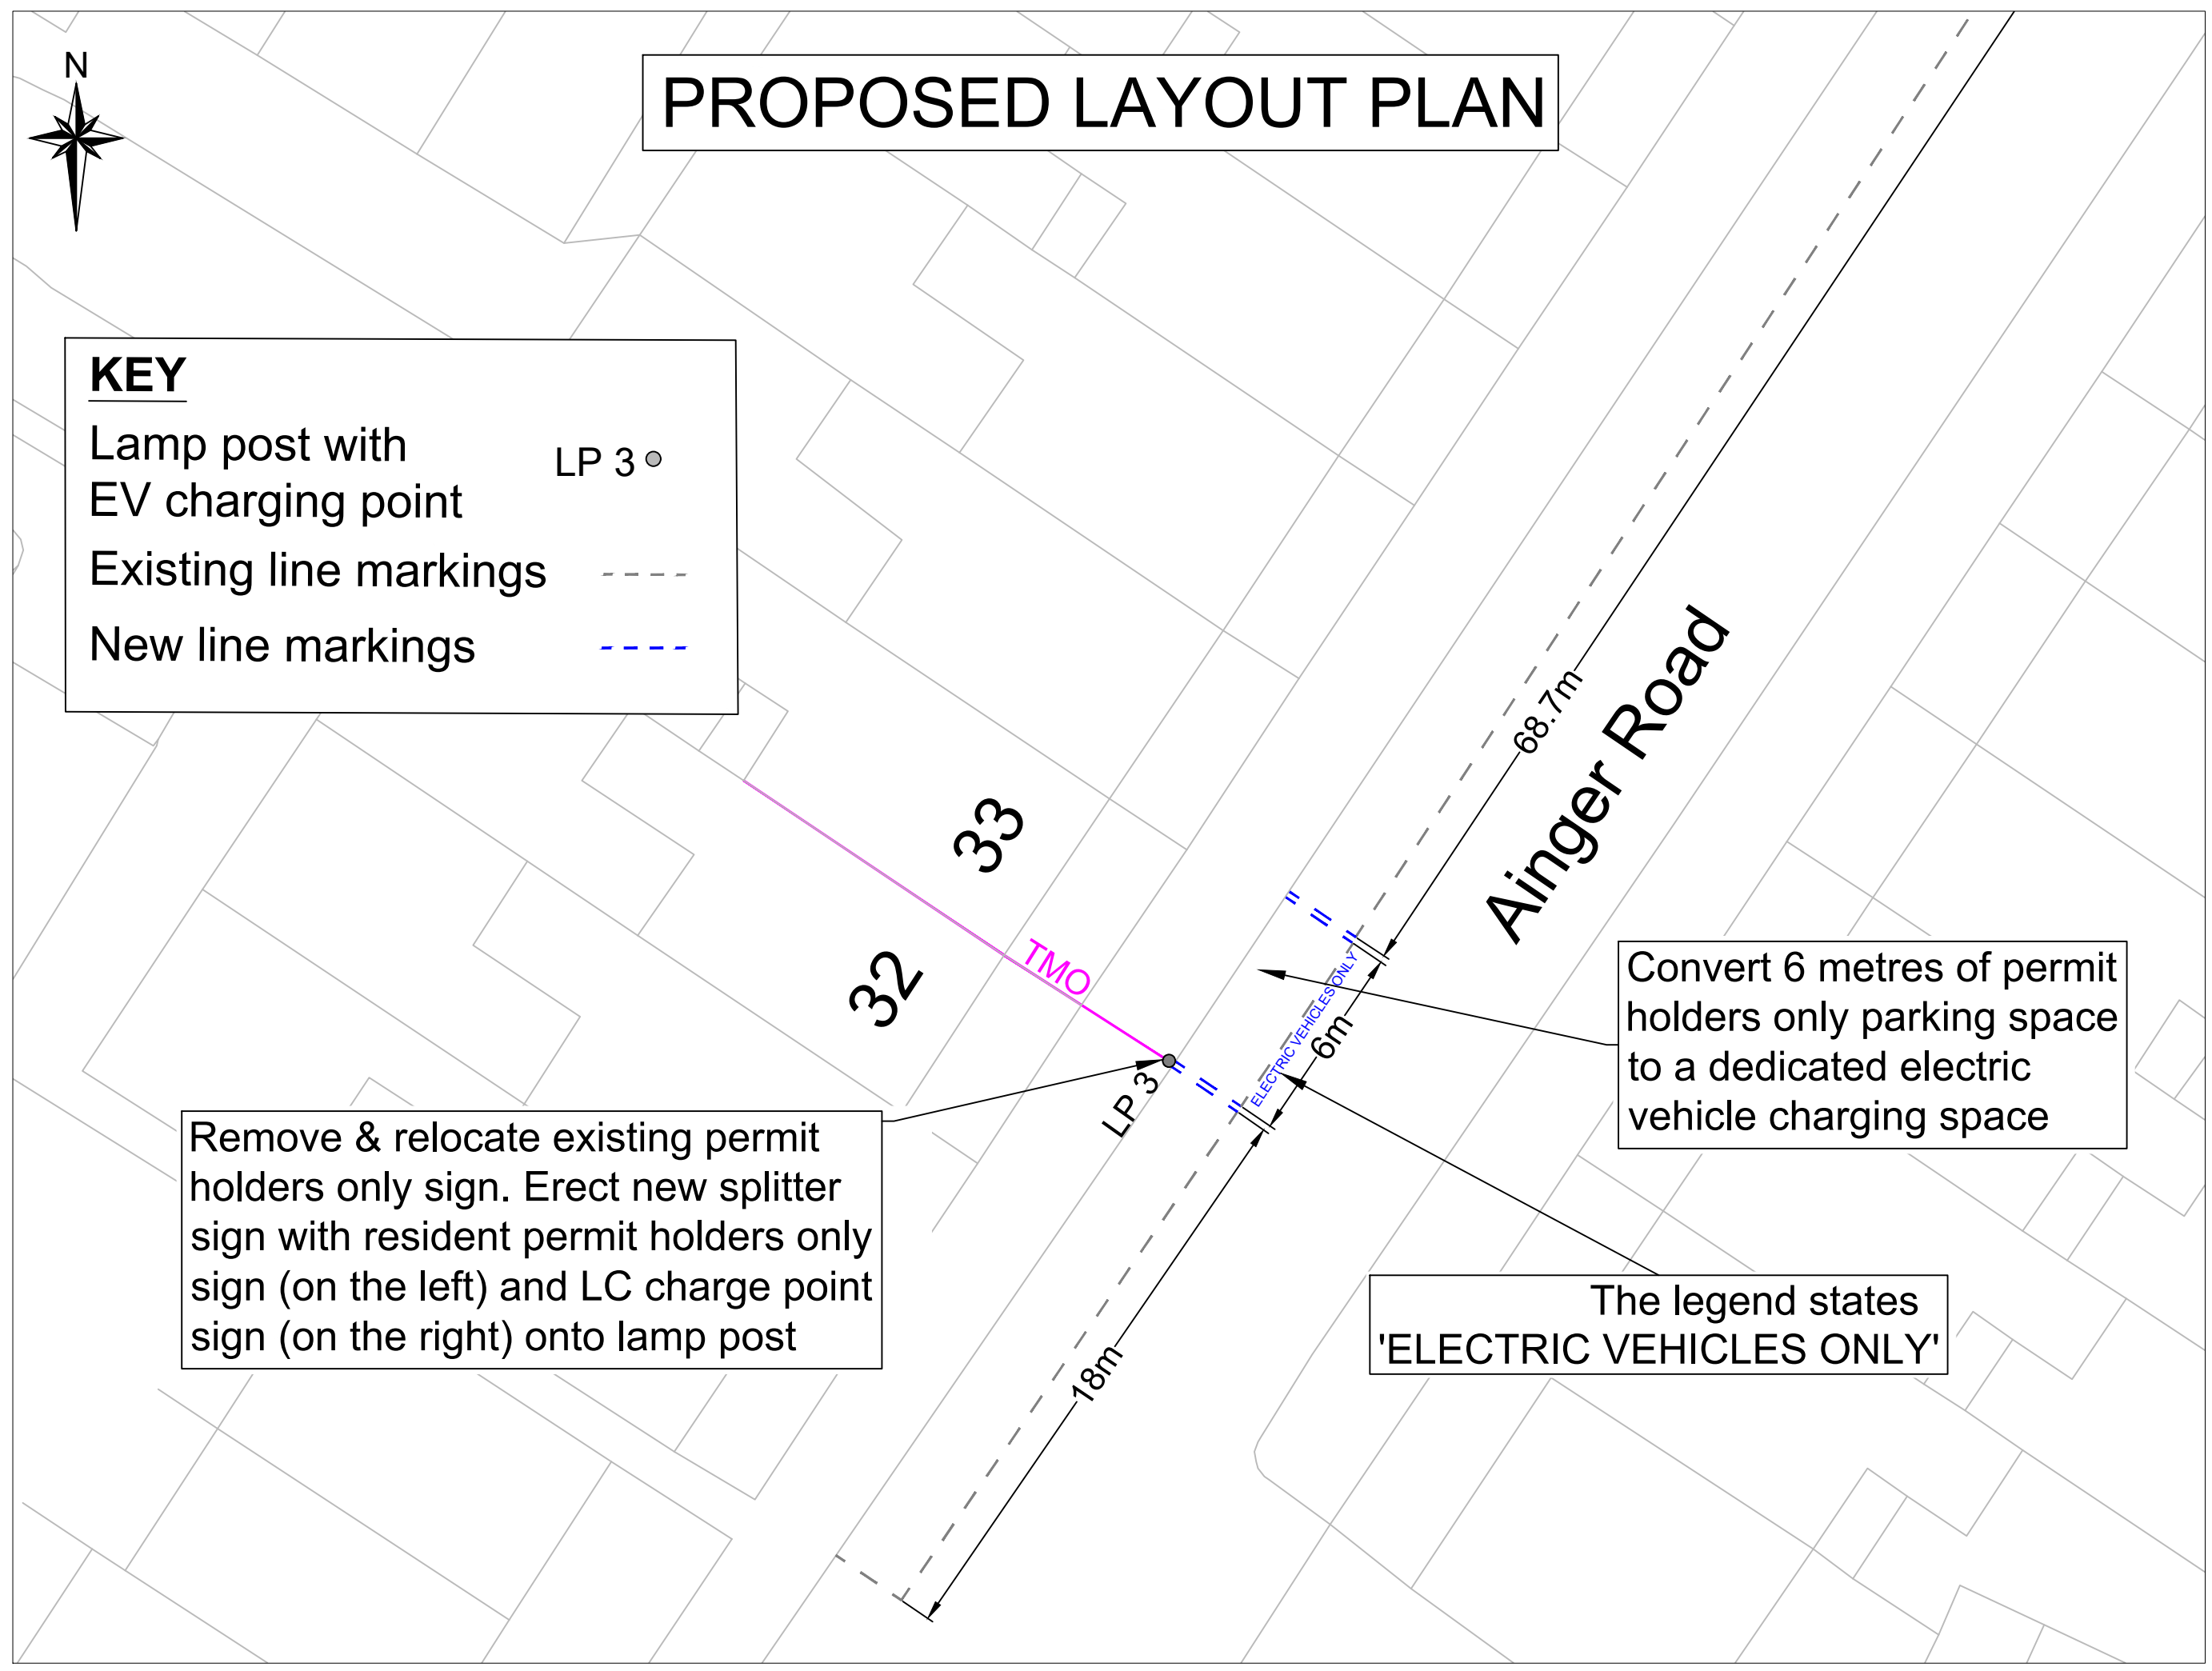 N
PROPOSED LAYOUT PLAN
KEY
Lamp post with
EV charging point
LP 3
Existing line markings
New line markings
68.7m
Ainger Road
33
32
TMO
ELECTRIC VEHICLES ONLY
6m
LP 3
Convert 6 metres of permit
holders only parking space
to a dedicated electric
vehicle charging space
Remove & relocate existing permit
holders only sign. Erect new splitter
sign with resident permit holders only
sign (on the left) and LC charge point
sign (on the right) onto lamp post
The legend states
'ELECTRIC VEHICLES ONLY'
18m